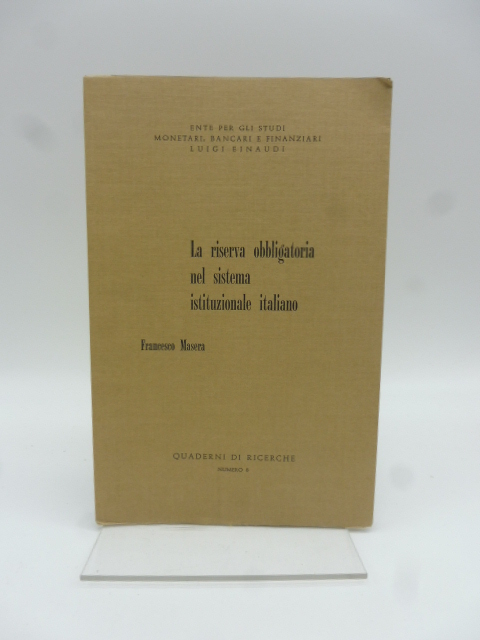 ENTE PER GLI STUDI
MONETARI, BANCARI E FINANZIARI
LUIGI EINAUDI
La riserva obbligatoria
nel sistema
istituzionale italiano
Francesco Masera
QUADERNI DI RICERCHE
NUMERO